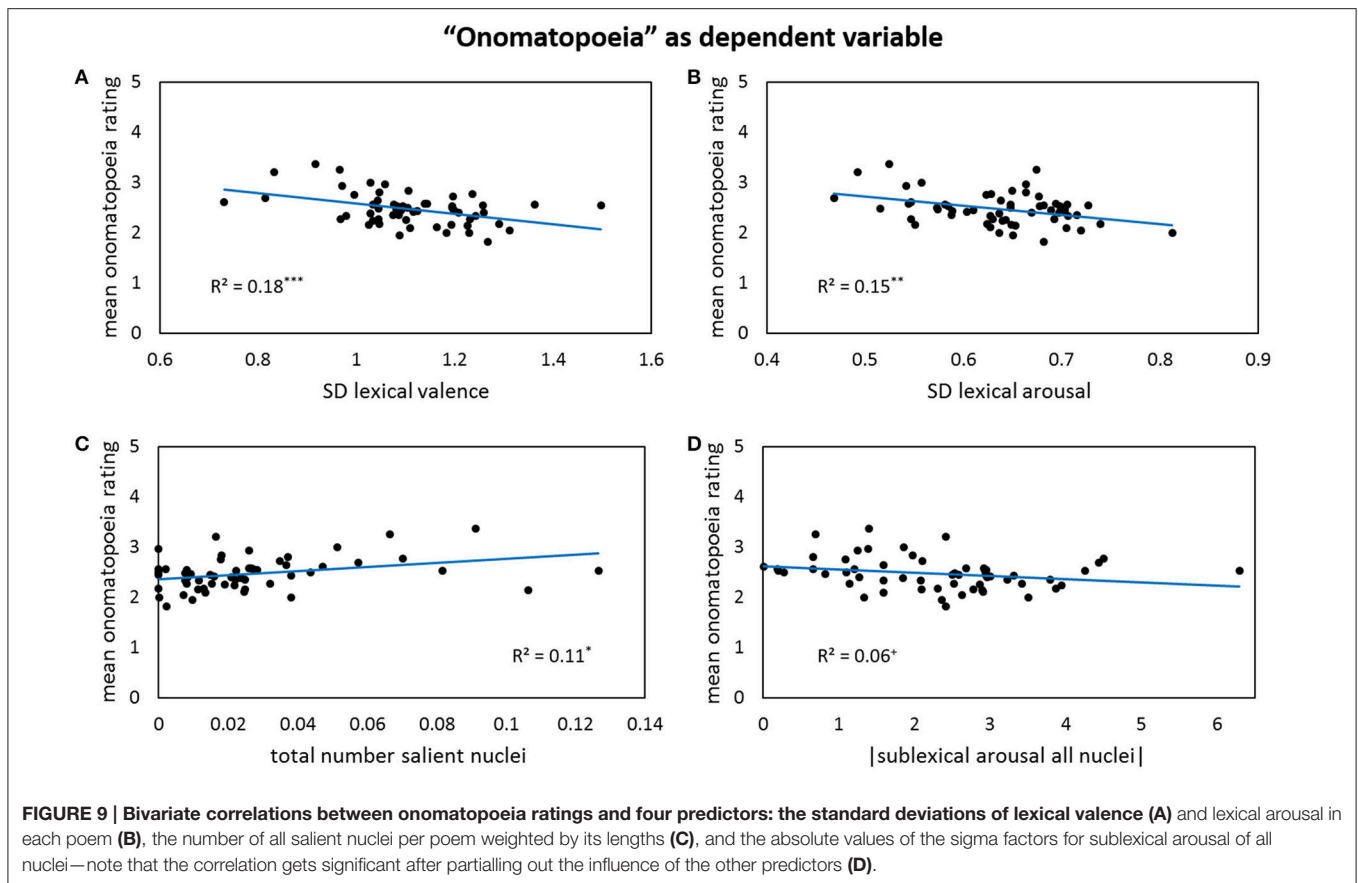 "Onomatopoeia" as dependent variable
A
mean onomatopoeia rating
5
4
3
2
1
0
R² = 0.18***
0.6 0.8 1 1.2 1.4 1.6
SD lexical valence
B
mean onomatopoeia rating
5
4
3
2
1
0
R² = 0.15**
0.4 0.5 0.6 0.7 0.8 0.9
SD lexical arousal
C
mean onomatopoeia rating
5
4
3
2
1
0
R² = 0.11*
0 0.02 0.04 0.06 0.08 0.1 0.12 0.14
total number salient nuclei
D
mean onomatopoeia rating
5
4
3
2
1
0
R² = 0.06+
0 1 2 3 4 5 6
|sublexical arousal all nuclei|
FIGURE 9 | Bivariate correlations between onomatopoeia ratings and four predictors: the standard deviations of lexical valence (A) and lexical arousal in
each poem (B), the number of all salient nuclei per poem weighted by its lengths (C), and the absolute values of the sigma factors for sublexical arousal of all
nuclei—note that the correlation gets significant after partialling out the influence of the other predictors (D).